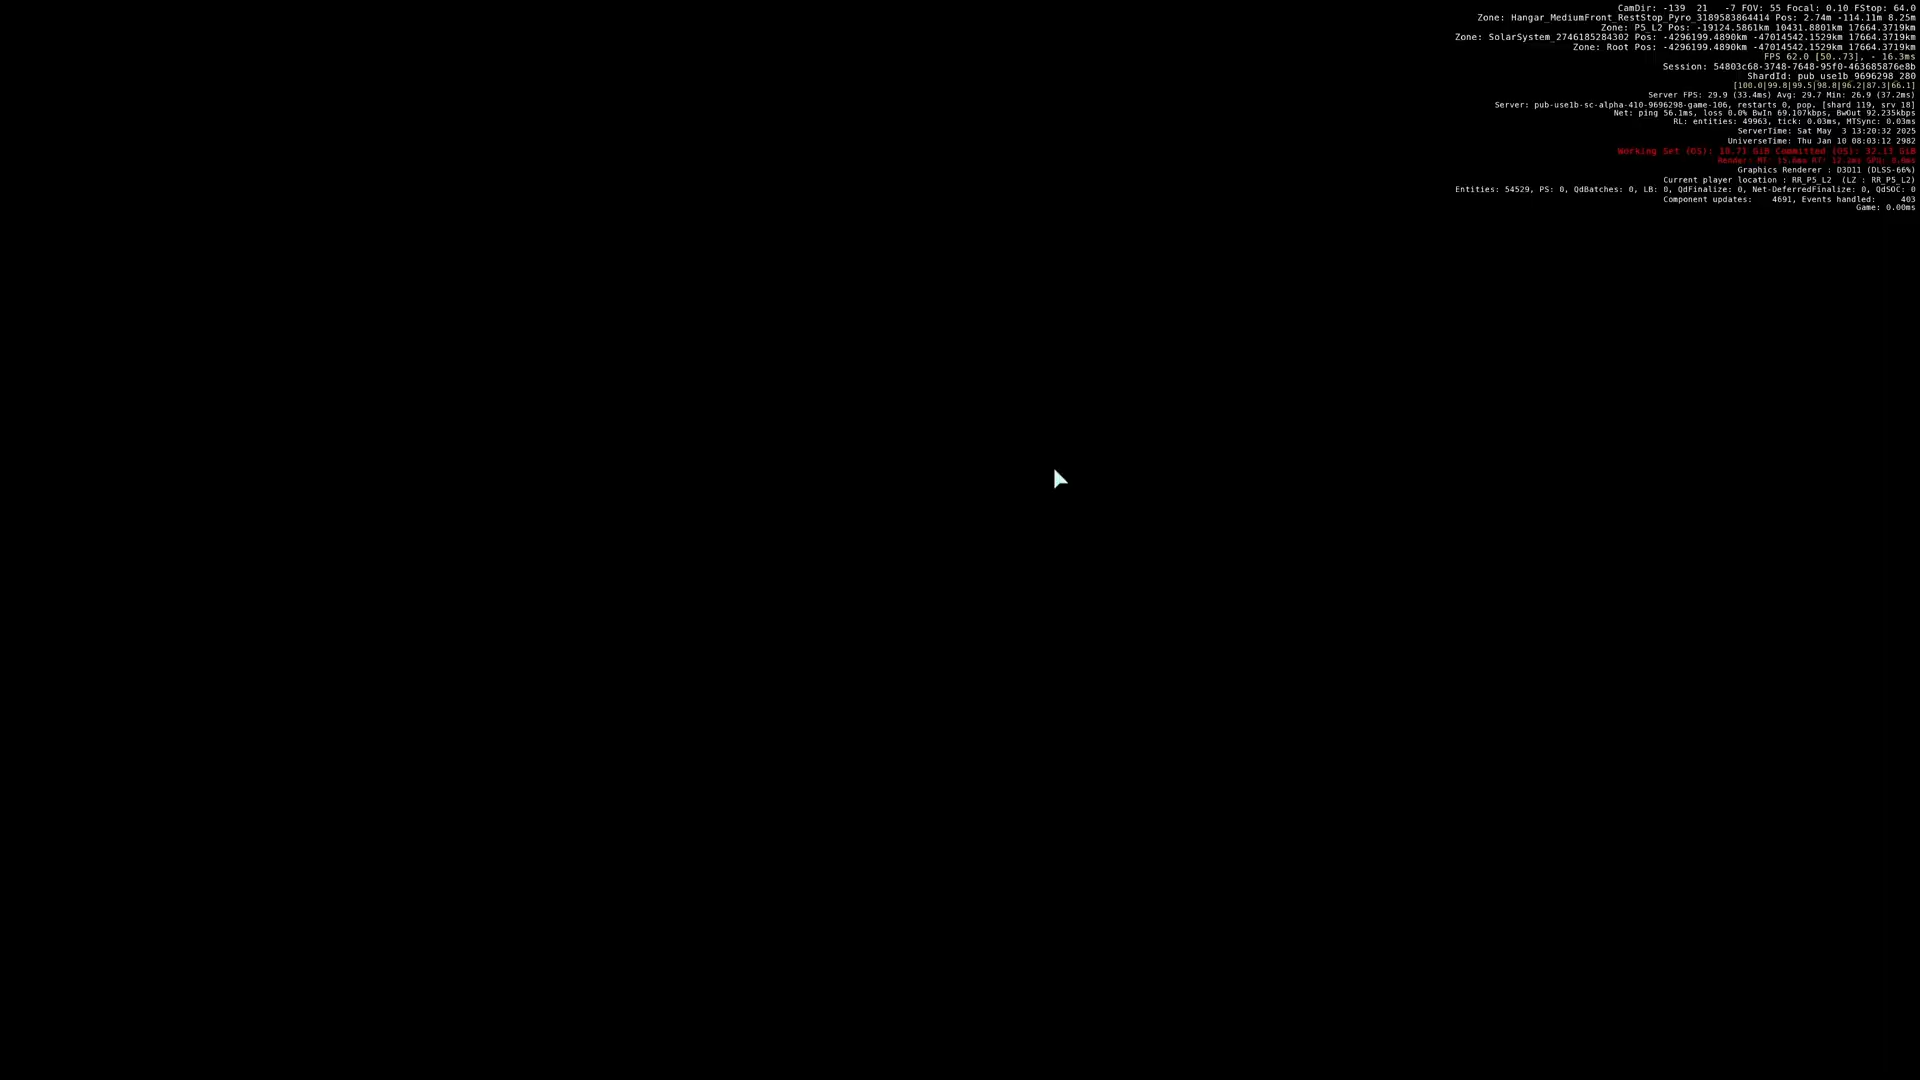 CamDir: -139  21   -7 FOV: 55 Focal: 0.10 FStop: 64.0
Zone: Hangar_MediumFront_RestStop_Pyro_3189583864414 Pos: 2.74m -114.11m 8.25m
Zone: P5_L2 Pos: -19124.5861km 10431.8801km 17664.3719km
Zone: SolarSystem_2746185284302 Pos: -4296199.4890km -47014542.1529km 17664.3719km
Zone: Root Pos: -4296199.4890km -47014542.1529km 17664.3719km
FPS 62.0 [50..73], - 16.3ms
Session: 54803c68-3748-7648-95f0-463685876e8b
ShardId: pub_use1b_9696298_280
[100.0|99.8|99.5|98.8|96.2|87.3|66.1]
Server FPS: 29.9 (33.4ms) Avg: 29.7 Min: 26.9 (37.2ms)
Server: pub-use1b-sc-alpha-410-9696298-game-106, restarts 0, pop. [shard 119, srv 18]
Net: ping 56.1ms, loss 0.0% BwIn 69.107kbps, BwOut 92.235kbps
RL: entities: 49963, tick: 0.03ms, MTSync: 0.03ms
ServerTime: Sat May  3 13:20:32 2025
UniverseTime: Thu Jan 10 08:03:12 2982
Working Set (OS): GiB Committed (OS): GiB
Render:
Graphics Renderer : D3D11 (DLSS-66%)
Current player location : RR_P5_L2  (LZ : RR_P5_L2)
Entities: 54529, PS: 0, QdBatches: 0, LB: 0, QdFinalize: 0, Net-DeferredFinalize: 0, QdSOC: 0
Component updates:    4691, Events handled:     403
Game: 0.00ms